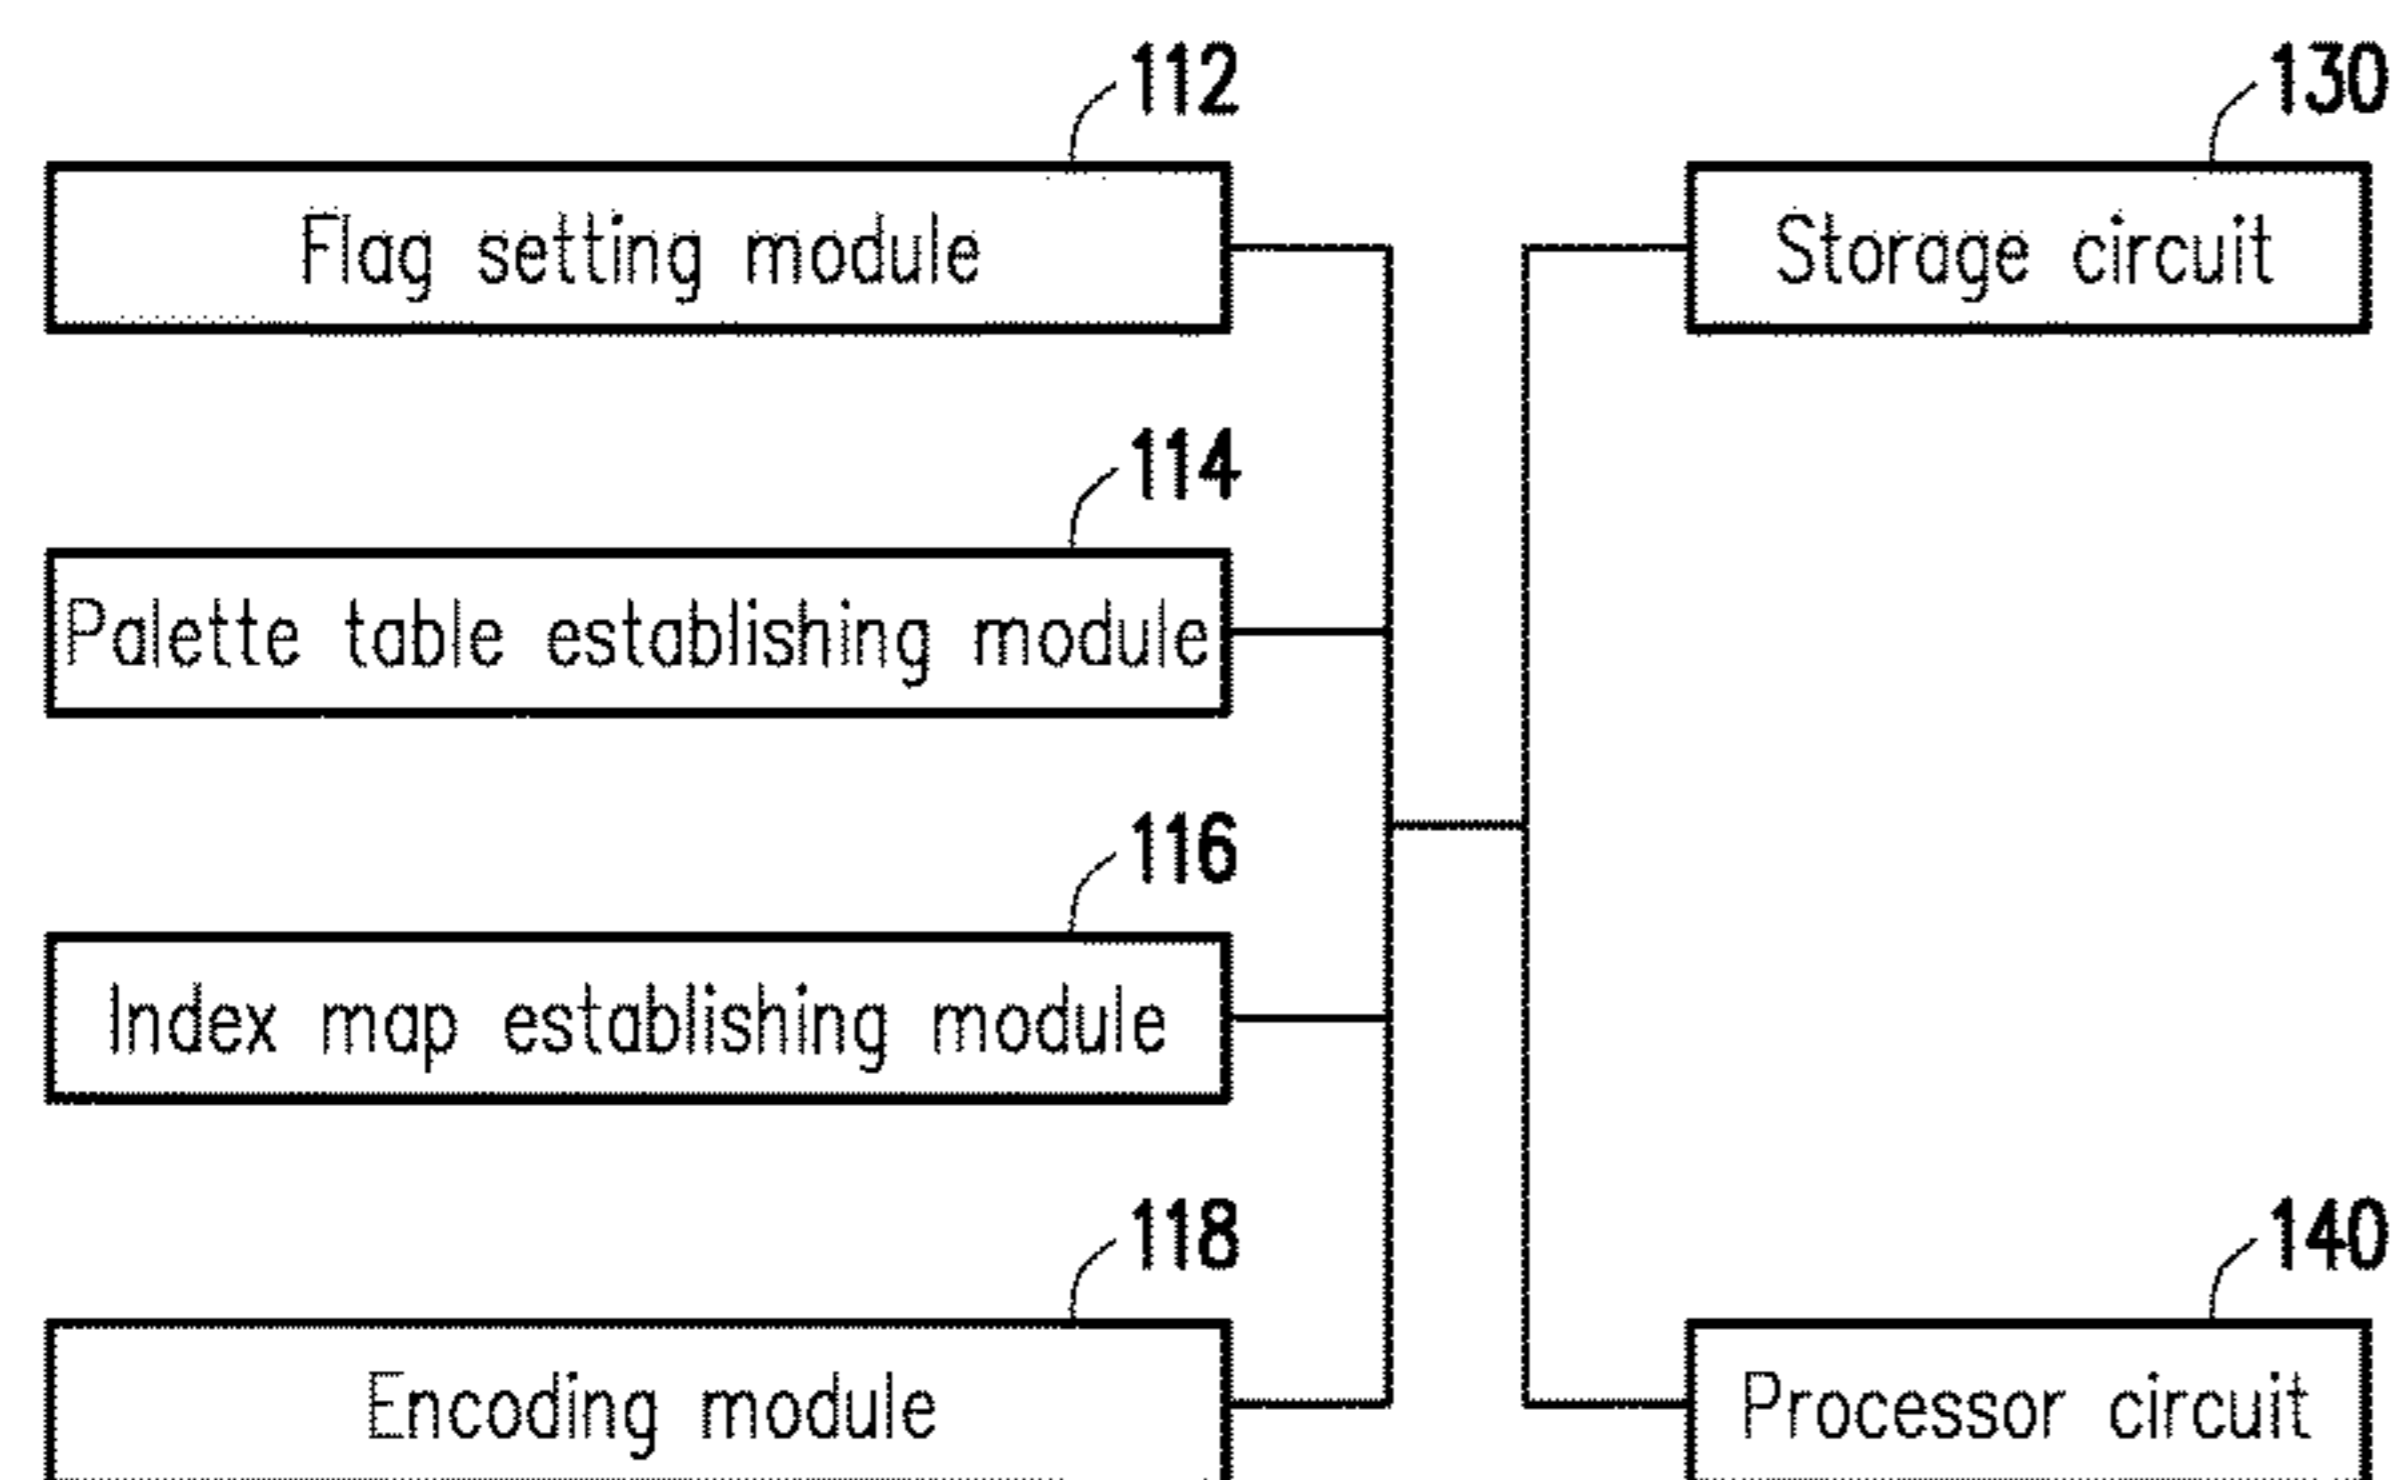 112
Flag setting module
130
Storage circuit
114
Palette table establishing module
116
Index map establishing module
118
Encoding module
140
Processor circuit